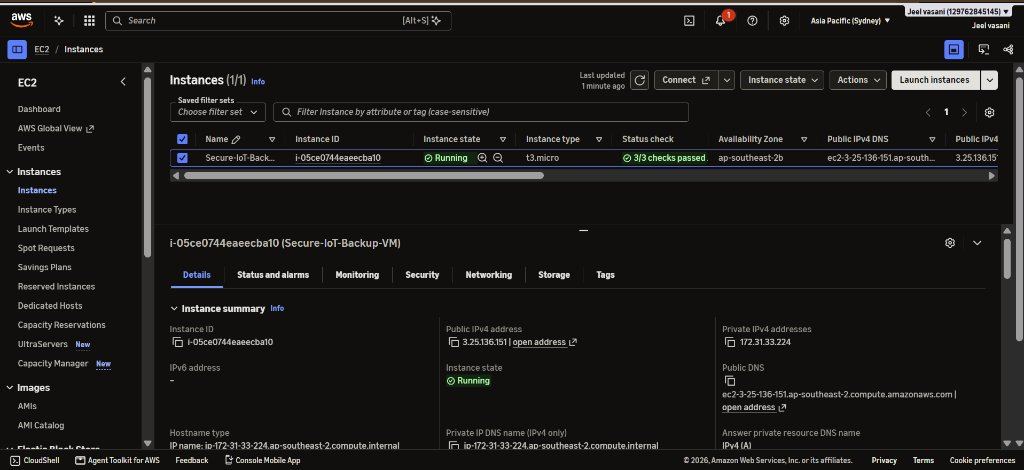 aws
Search
[Alt+S]
1
Asia Pacific (Sydney) ▼
Jeel vasani (129762845145) ▼
Jeel vasani
EC2 / Instances
EC2
Dashboard
AWS Global View
Events
Instances
Instances
Instance Types
Launch Templates
Spot Requests
Savings Plans
Reserved Instances
Dedicated Hosts
Capacity Reservations
UltraServers New
Capacity Manager New
Images
AMIs
AMI Catalog
Instances (1/1) Info
Last updated
1 minute ago
Connect
Instance state
Actions
Launch instances
Saved filter sets
Choose filter set
Filter Instance by attribute or tag (case-sensitive)
1
Name Instance ID Instance state Instance type Status check Availability Zone Public IPv4 DNS Public IPv4
Secure-IoT-Back... i-05ce0744eaeecba10 Running t3.micro 3/3 checks passed ap-southeast-2b ec2-3-25-136-151.ap-south... 3.25.136.151
i-05ce0744eaeecba10 (Secure-IoT-Backup-VM)
Details Status and alarms Monitoring Security Networking Storage Tags
Instance summary Info
Instance ID
i-05ce0744eaeecba10
Public IPv4 address
3.25.136.151 | open address
Private IPv4 addresses
172.31.33.224
IPv6 address
–
Instance state
Running
Public DNS
ec2-3-25-136-151.ap-southeast-2.compute.amazonaws.com |
open address
Hostname type
IP name: ip-172-31-33-224.ap-southeast-2.compute.internal
Private IP DNS name (IPv4 only)
ip-172-31-33-224.ap-southeast-2.compute.internal
Answer private resource DNS name
IPv4 (A)
CloudShell Agent Toolkit for AWS Feedback Console Mobile App
© 2026, Amazon Web Services, Inc. or its affiliates. Privacy Terms Cookie preferences